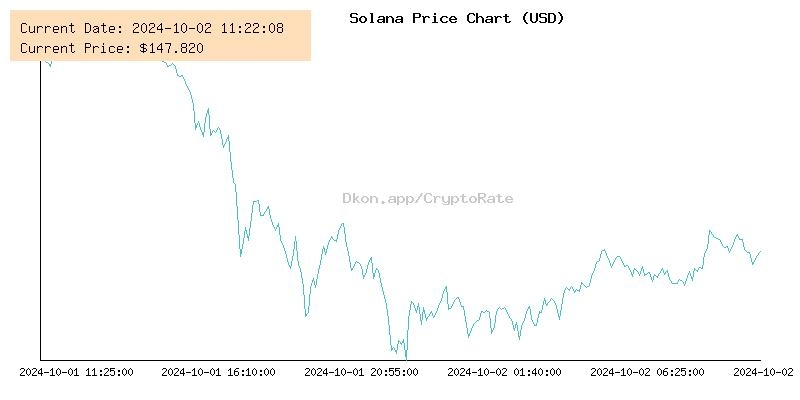 Solana Price Chart (USD)
Current Date: 2024-10-02 11:22:08
Current Price: $147.820
Dkon.app/CryptoRate
2024-10-01 11:25:00 2024-10-01 16:10:00 2024-10-01 20:55:00 2024-10-02 01:40:00 2024-10-02 06:25:00 2024-10-02